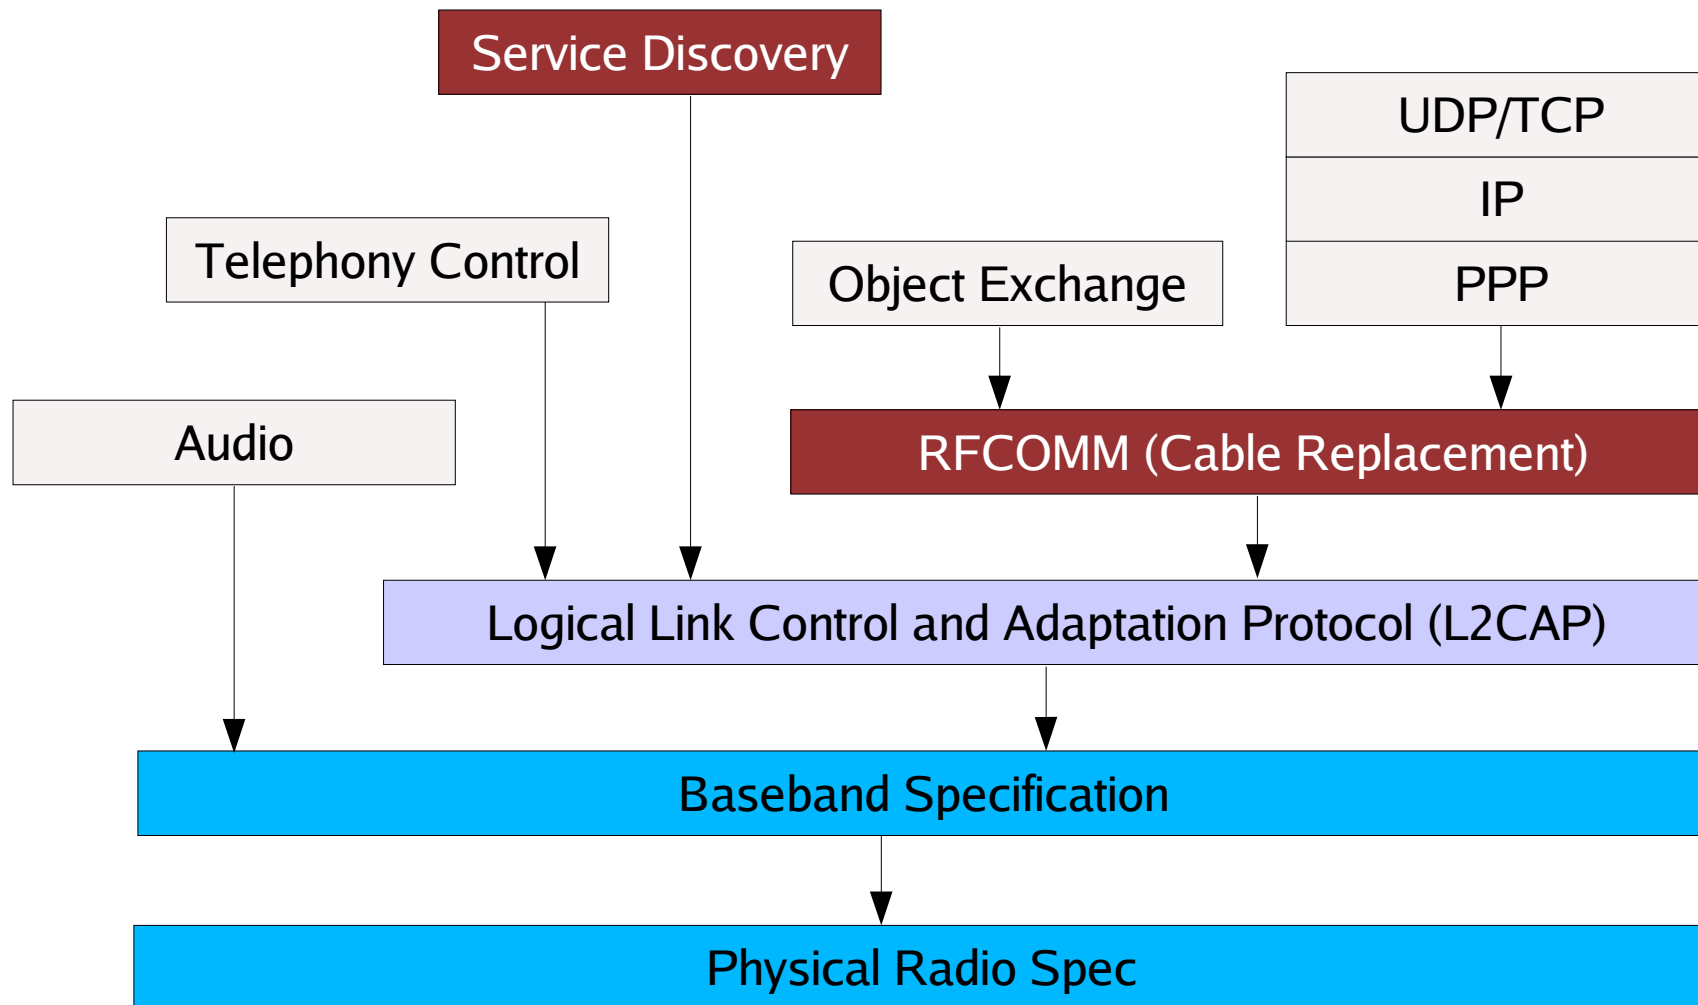 Service Discovery
UDP/TCP
IP
Telephony Control
Object Exchange
PPP
Audio
RFCOMM (Cable Replacement)
Logical Link Control and Adaptation Protocol (L2CAP)
Baseband Specification
Physical Radio Spec